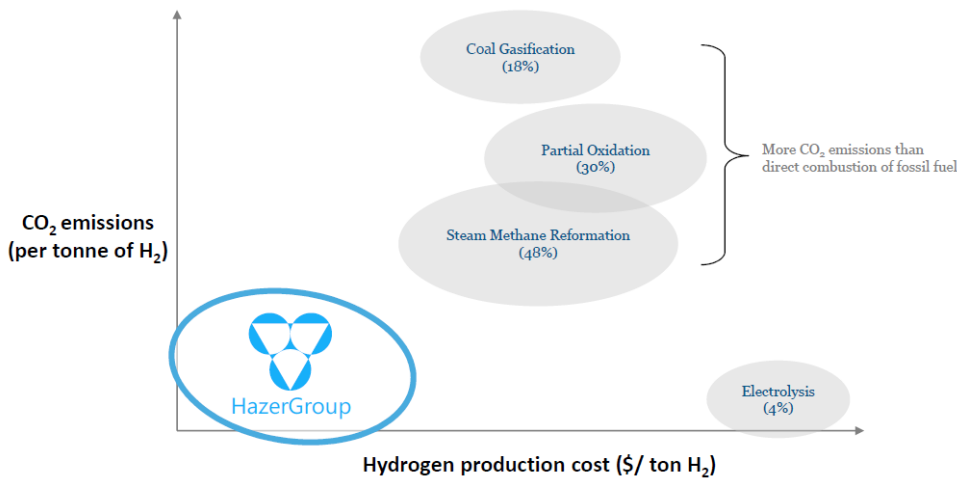 Coal Gasification
(18%)
Partial Oxidation
(30%)
More CO₂ emissions than
direct combustion of fossil fuel
CO₂ emissions
(per tonne of H₂)
Steam Methane Reformation
(48%)
HazerGroup
Electrolysis
(4%)
Hydrogen production cost ($/ ton H₂)